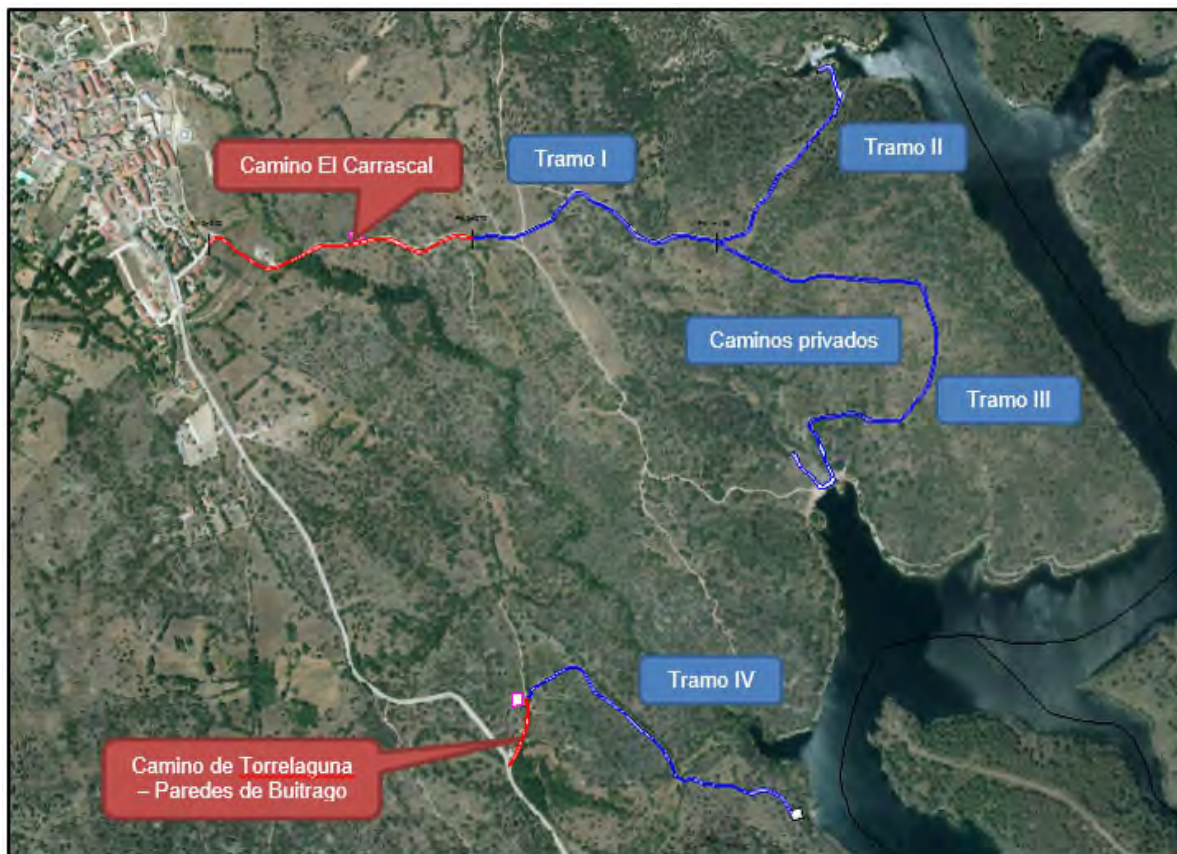 Camino El Carrascal
Tramo I
Tramo II
Caminos privados
Tramo III
Tramo IV
Camino de Torrelaguna
– Paredes de Buitrago